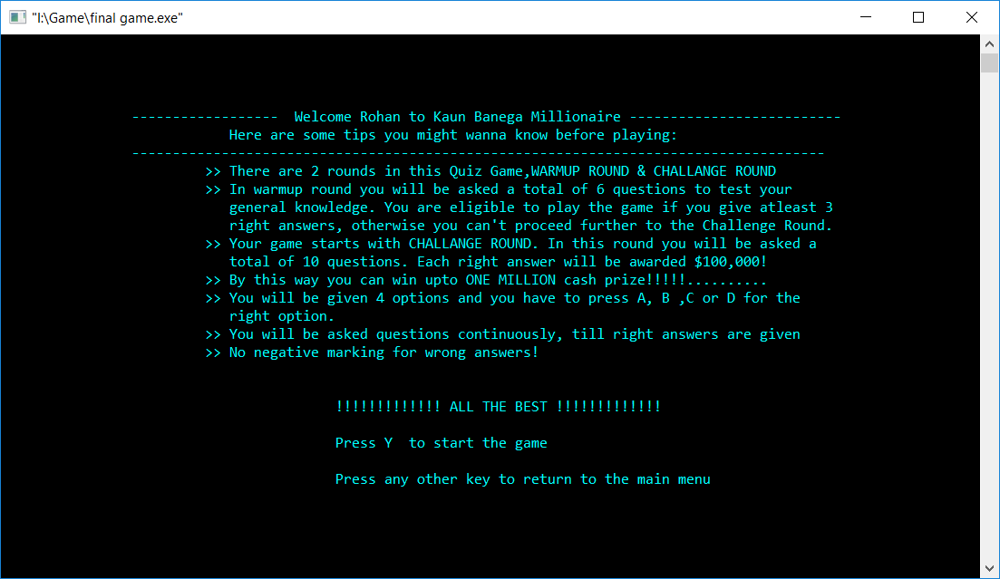 "I:\Game\final game.exe"
------------------  Welcome Rohan to Kaun Banega Millionaire --------------------------
Here are some tips you might wanna know before playing:
-------------------------------------------------------------------------------------
>> There are 2 rounds in this Quiz Game,WARMUP ROUND & CHALLANGE ROUND
>> In warmup round you will be asked a total of 6 questions to test your
general knowledge. You are eligible to play the game if you give atleast 3
right answers, otherwise you can't proceed further to the Challenge Round.
>> Your game starts with CHALLANGE ROUND. In this round you will be asked a
total of 10 questions. Each right answer will be awarded $100,000!
>> By this way you can win upto ONE MILLION cash prize!!!!!..........
>> You will be given 4 options and you have to press A, B ,C or D for the
right option.
>> You will be asked questions continuously, till right answers are given
>> No negative marking for wrong answers!
!!!!!!!!!!!!! ALL THE BEST !!!!!!!!!!!!!
Press Y  to start the game
Press any other key to return to the main menu